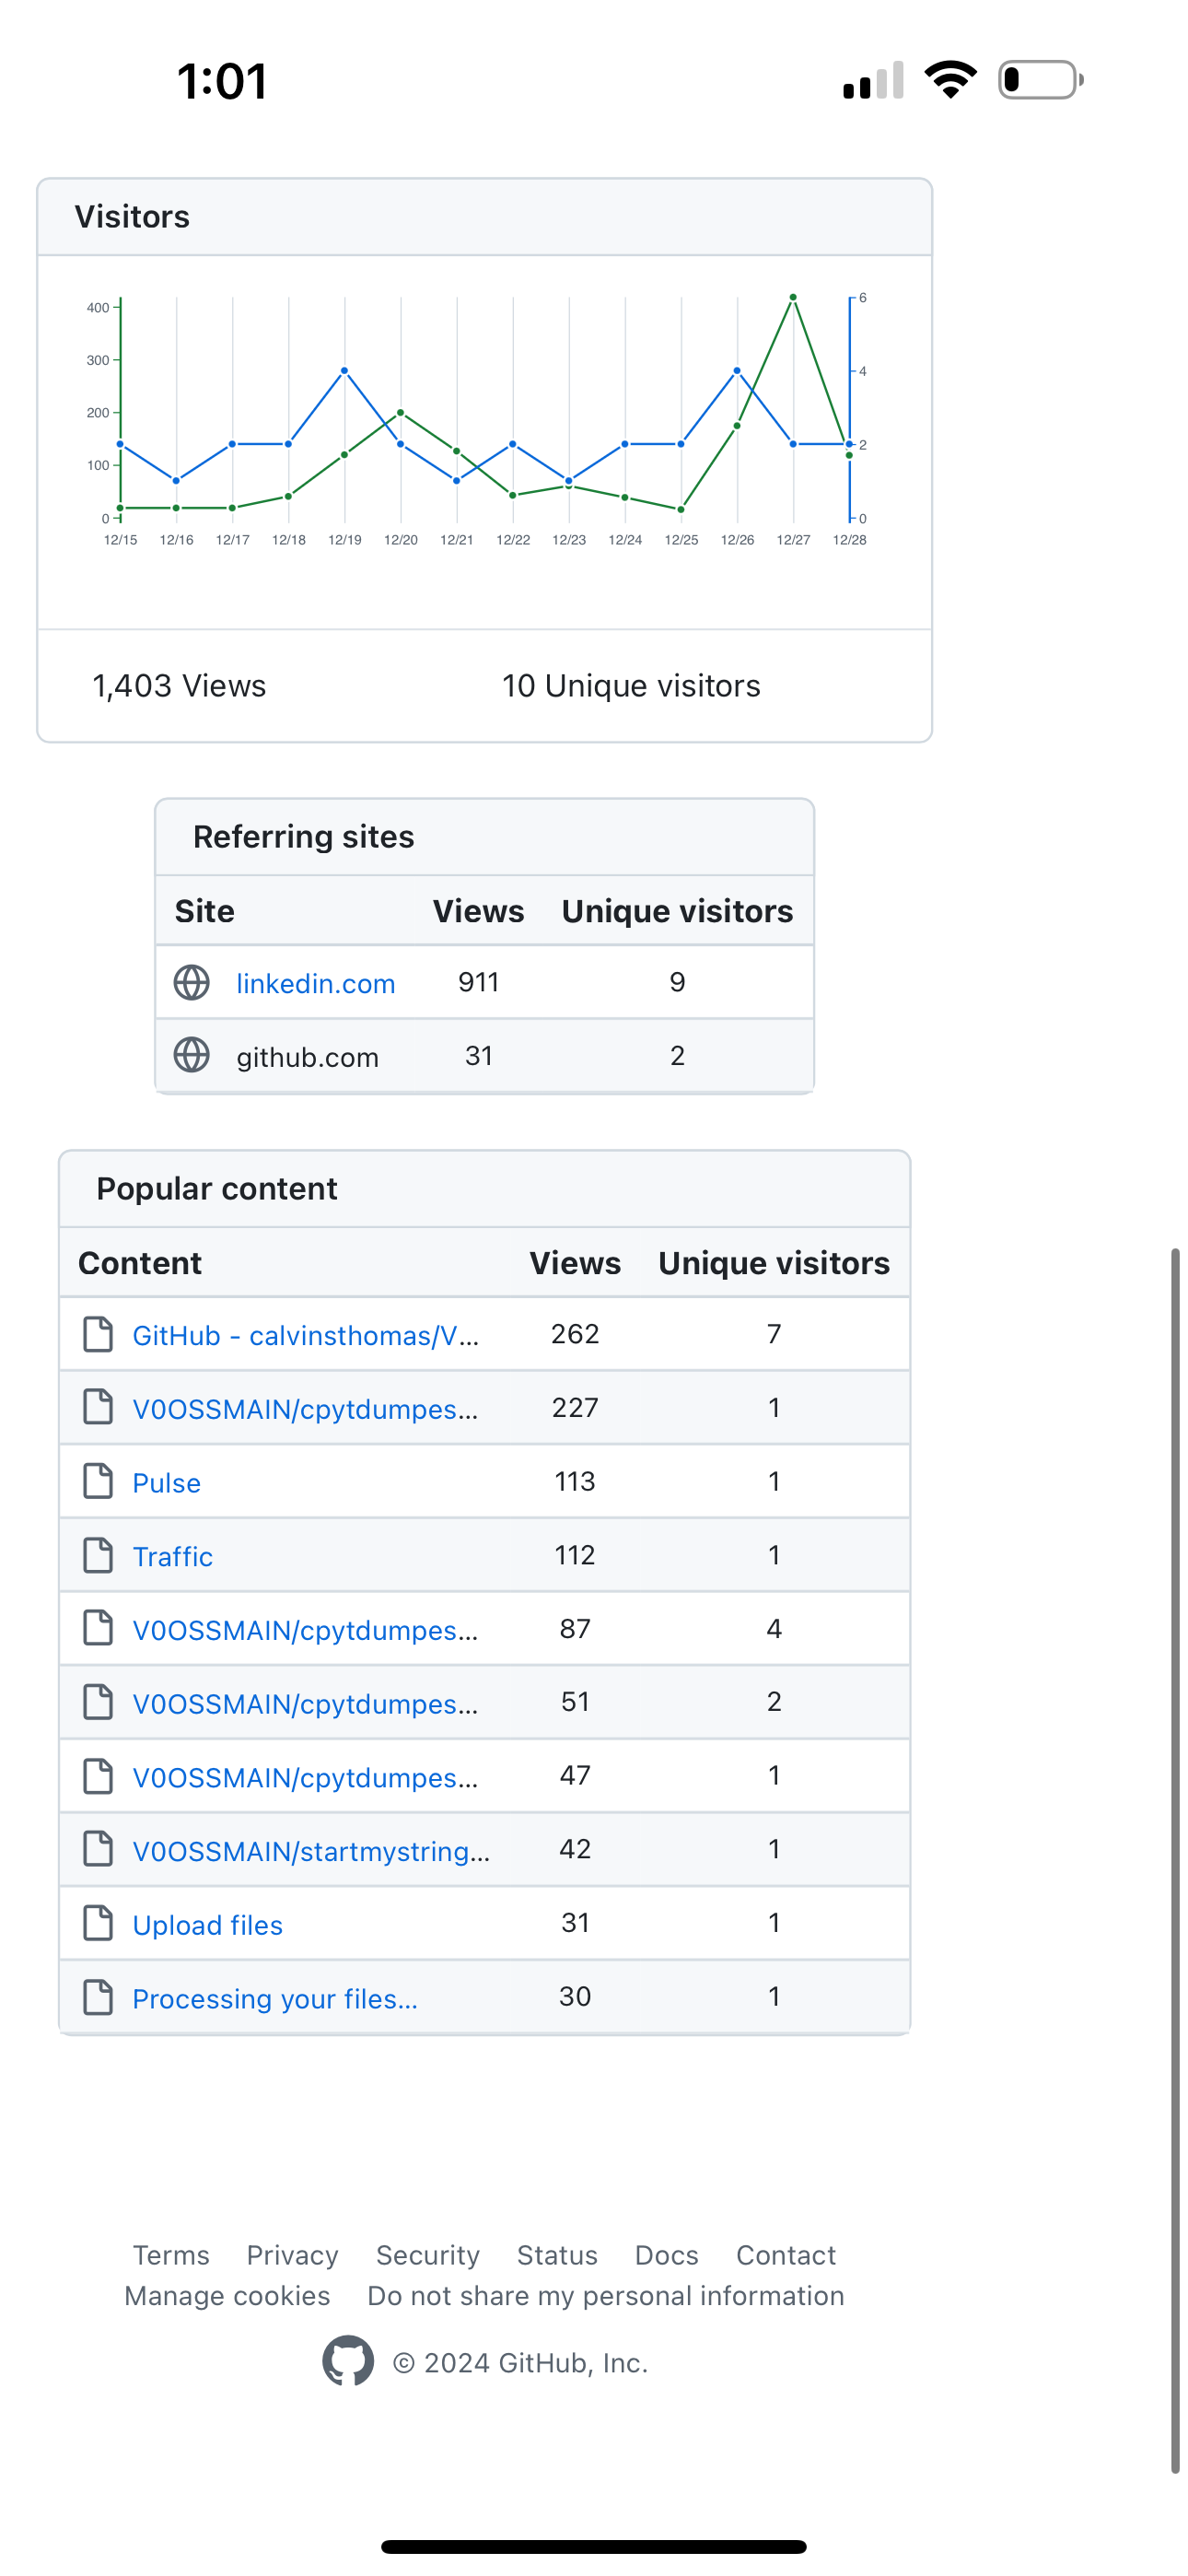 1:01
Visitors
400 6
300 4
200 2
100
0 0
12/15 12/16 12/17 12/18 12/19 12/20 12/21 12/22 12/23 12/24 12/25 12/26 12/27 12/28
1,403 Views 10 Unique visitors
Referring sites
Site Views Unique visitors
linkedin.com 911 9
github.com 31 2
Popular content
Content Views Unique visitors
GitHub - calvinsthomas/V... 262 7
V0OSSMAIN/cpytdumpes... 227 1
Pulse 113 1
Traffic 112 1
V0OSSMAIN/cpytdumpes... 87 4
V0OSSMAIN/cpytdumpes... 51 2
V0OSSMAIN/cpytdumpes... 47 1
V0OSSMAIN/startmystring... 42 1
Upload files 31 1
Processing your files... 30 1
Terms Privacy Security Status Docs Contact
Manage cookies Do not share my personal information
© 2024 GitHub, Inc.